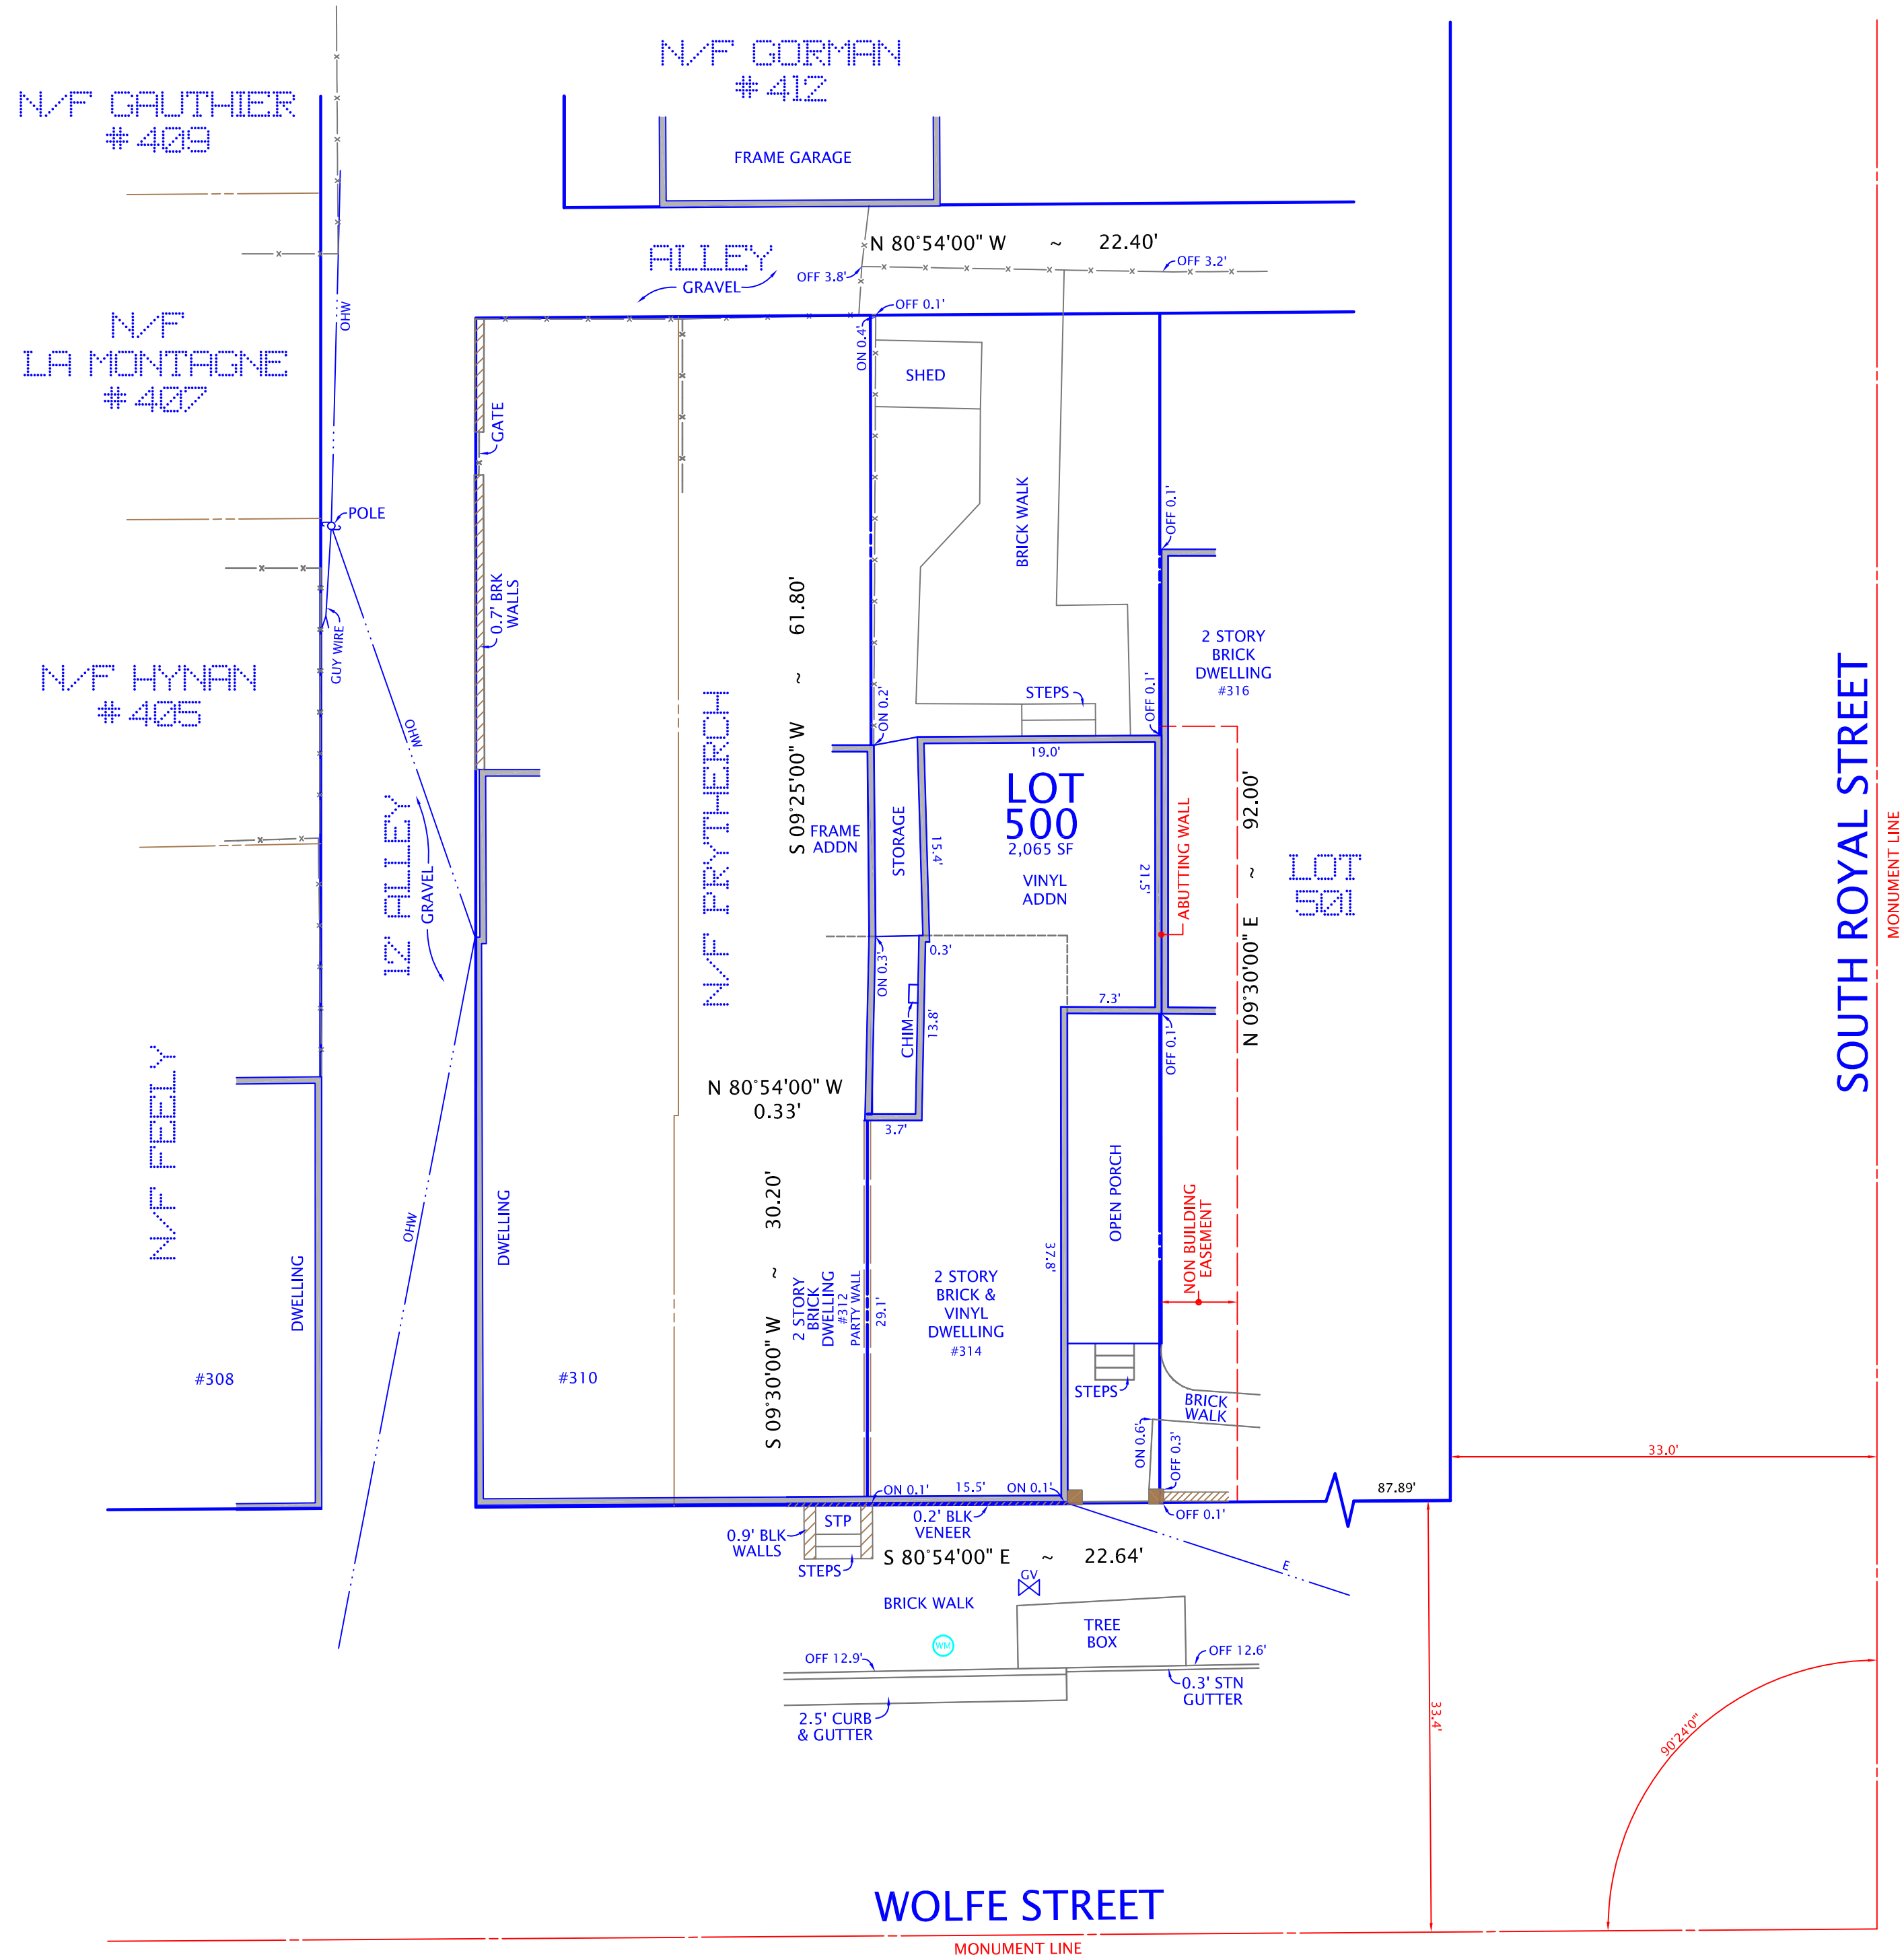 N/F GORMAN
# 412
N/F GAUTHIER
# 409
FRAME GARAGE
N 80°54'00" W ~ 22.40'
ALLEY
GRAVEL
OFF 3.8'
OFF 3.2'
OFF 0.1'
ON 0.4'
OHW
N/F
LA MONTAGNE
# 407
SHED
GATE
BRICK WALK
OFF 0.1'
POLE
0.7' BRK
WALLS
S 09°25'00" W ~ 61.80'
GUY WIRE
2 STORY
BRICK
DWELLING
#316
N/F HYNAN
# 405
N/F PRYTHERCH
STEPS
ON 0.2'
OFF 0.1'
OHW
19.0'
LOT
500
2,065 SF
VINYL
ADDN
FRAME
ADDN
STORAGE
15.4'
21.5'
ABUTTING WALL
N 09°30'00" E ~ 92.00'
LOT
501
SOUTH ROYAL STREET
MONUMENT LINE
12 ALLEY
GRAVEL
0.3'
ON 0.3'
7.3'
CHIM
13.8'
OFF 0.1'
N/F FEELY
N 80°54'00" W
0.33'
3.7'
OPEN PORCH
DWELLING
OHW
S 09°30'00" W ~ 30.20'
NON BUILDING
EASEMENT
DWELLING
37.8'
2 STORY
BRICK
DWELLING
#312
PARTY WALL
29.1'
2 STORY
BRICK &
VINYL
DWELLING
#314
#308
#310
STEPS
BRICK
WALK
ON 0.6'
OFF 0.3'
33.0'
87.89'
ON 0.1'
15.5'
ON 0.1'
OFF 0.1'
STP
0.9' BLK
WALLS
0.2' BLK
VENEER
STEPS
S 80°54'00" E ~ 22.64'
E
GV
BRICK WALK
TREE
BOX
WM
OFF 12.9'
OFF 12.6'
0.3' STN
GUTTER
2.5' CURB
& GUTTER
33.4'
90°24'0"
WOLFE STREET
MONUMENT LINE